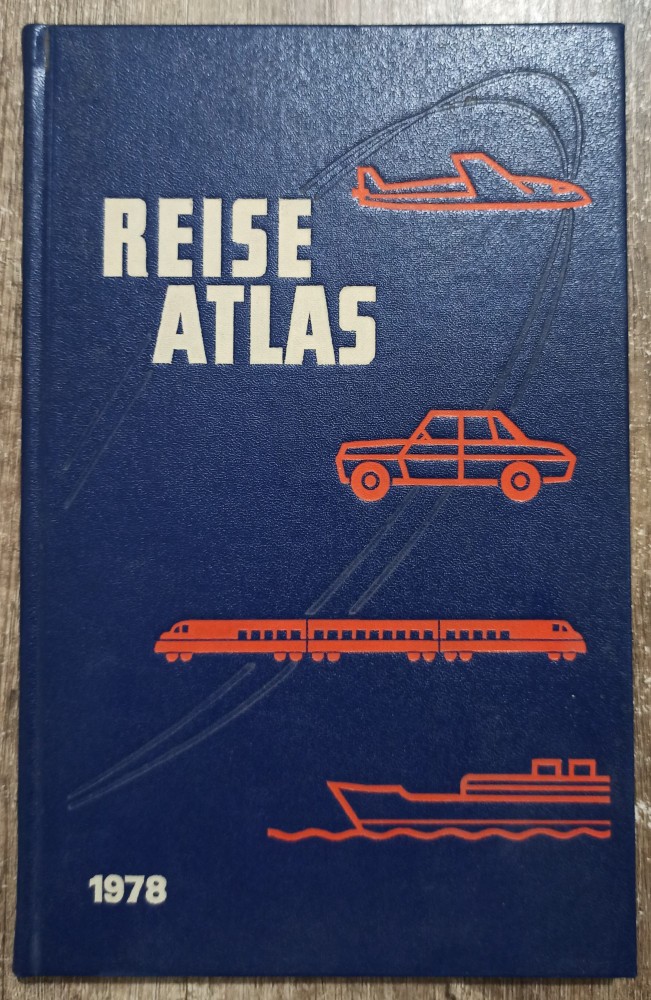 REISE
ATLAS
1978